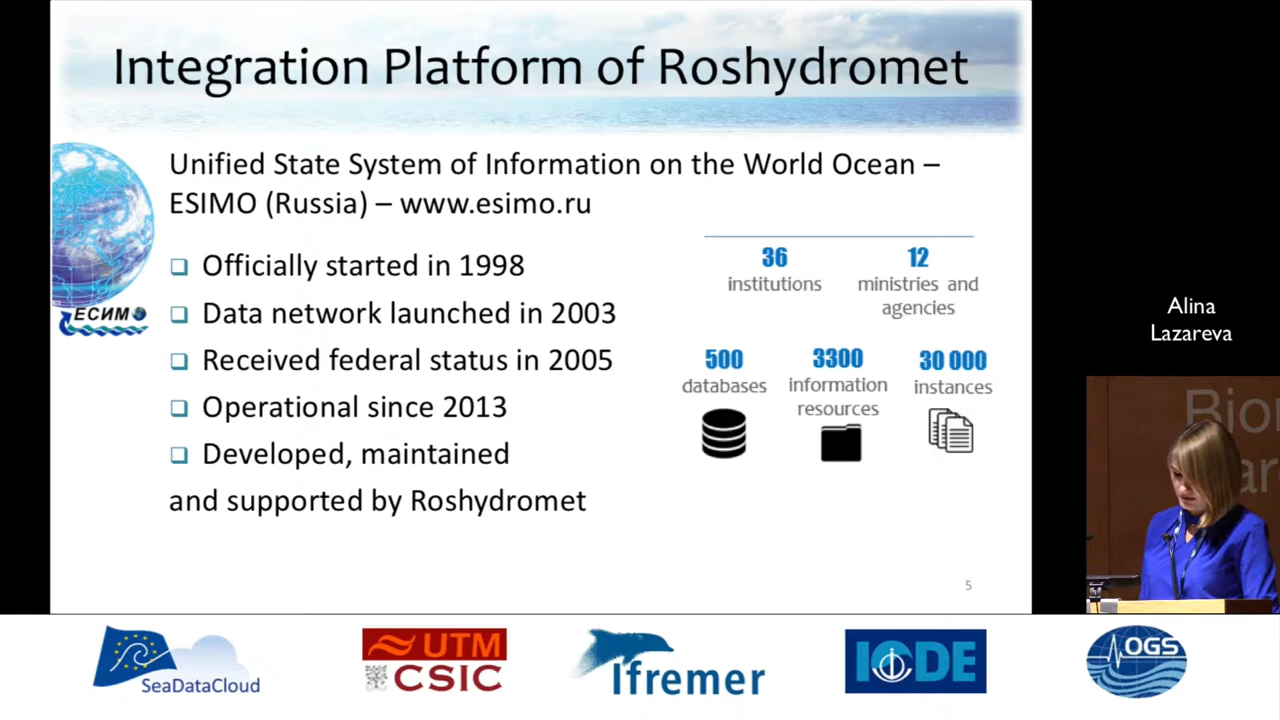 Integration Platform of Roshydromet
Unified State System of Information on the World Ocean –
ESIMO (Russia) – www.esimo.ru
ЕСИМО
❑ Officially started in 1998
❑ Data network launched in 2003
❑ Received federal status in 2005
❑ Operational since 2013
❑ Developed, maintained
and supported by Roshydromet
36
institutions
12
ministries and
agencies
500
databases
3300
information
resources
30 000
instances
5
Alina
Lazareva
SeaDataCloud
UTM
CSIC
Ifremer
IODE
OGS